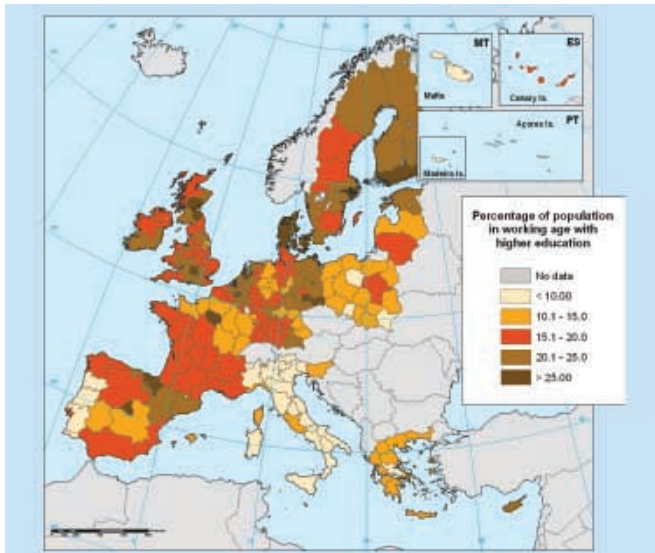 MT
ES
Malta
Canary Is.
Açores Is.
PT
Madeira Is.
Percentage of population
in working age with
higher education
No data
< 10.00
10.1 - 15.0
15.1 - 20.0
20.1 - 25.0
> 25.00